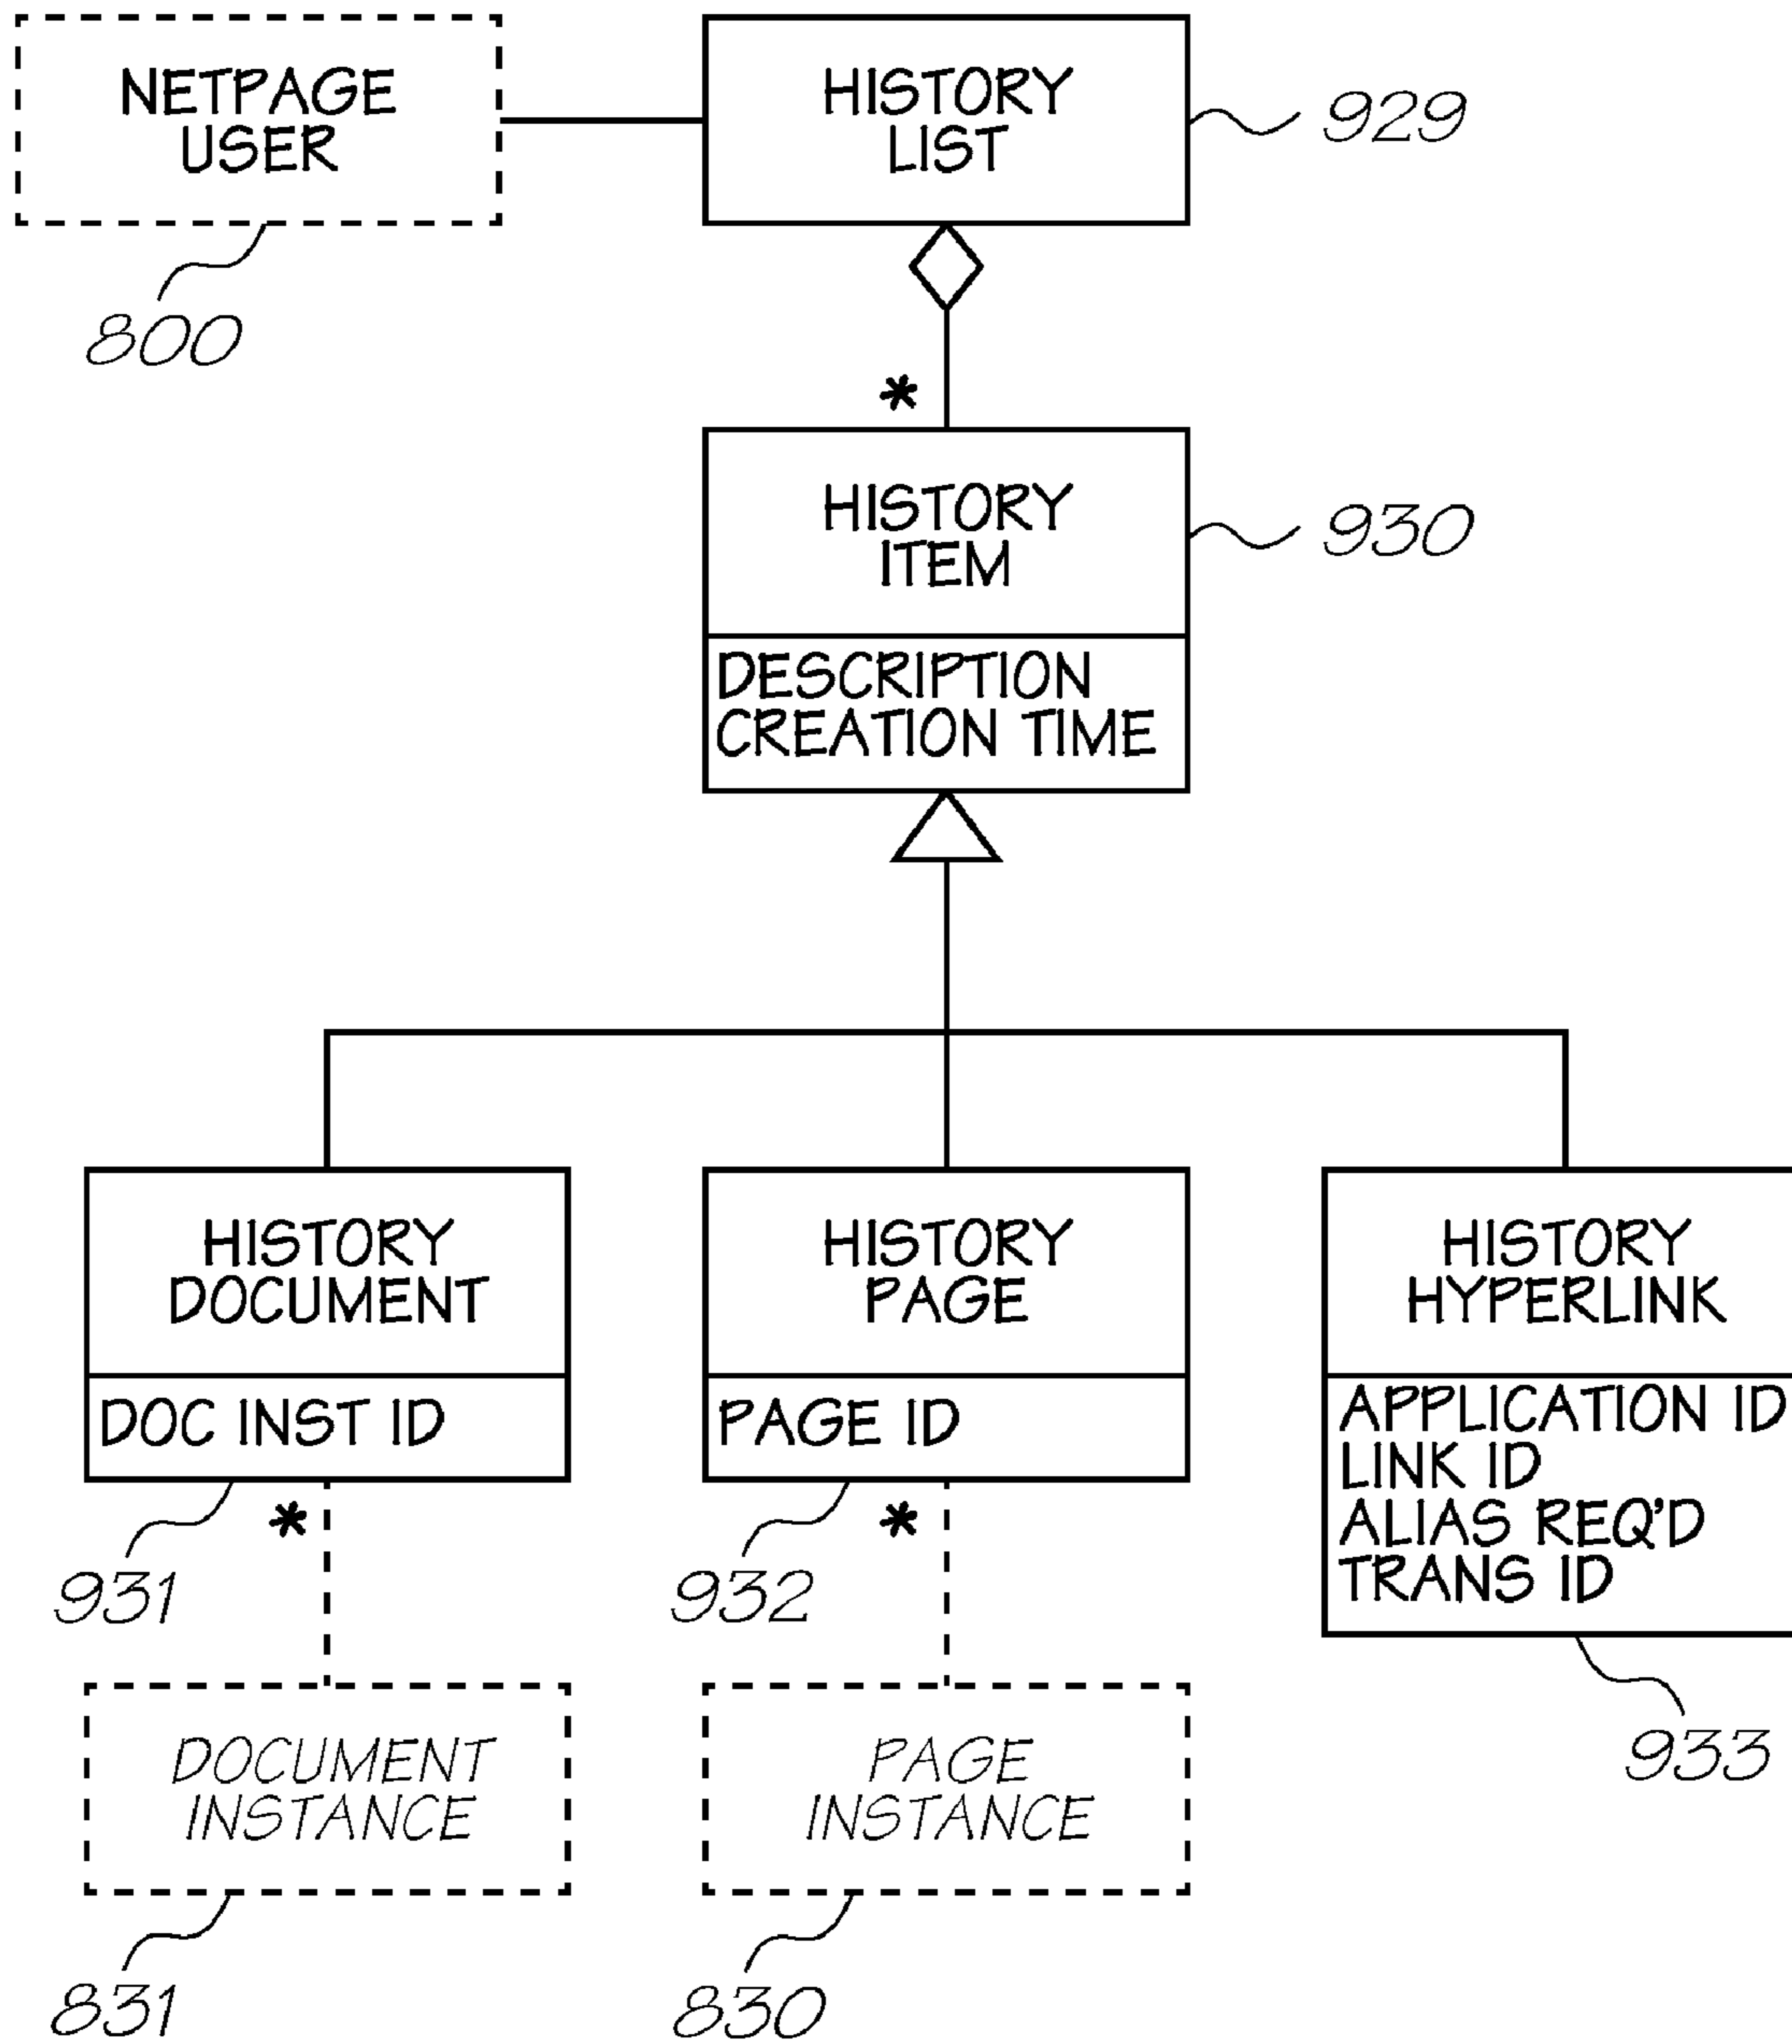 NETPAGE
USER
800
HISTORY
LIST
929
*
HISTORY
ITEM
930
DESCRIPTION
CREATION TIME
HISTORY
DOCUMENT
DOC INST ID
931
*
HISTORY
PAGE
PAGE ID
932
*
HISTORY
HYPERLINK
APPLICATION ID
LINK ID
ALIAS REQ'D
TRANS ID
933
DOCUMENT
INSTANCE
831
PAGE
INSTANCE
830